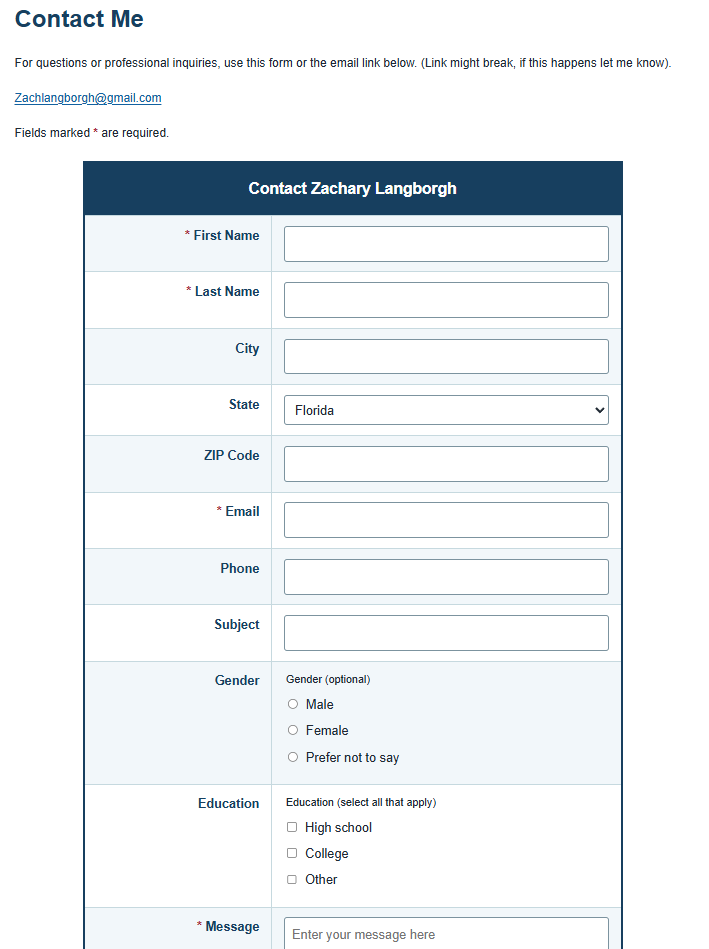 Contact Me
For questions or professional inquiries, use this form or the email link below. (Link might break, if this happens let me know).
Zachlangborgh@gmail.com
Fields marked * are required.
Contact Zachary Langborgh
* First Name
* Last Name
City
State
Florida
ZIP Code
* Email
Phone
Subject
Gender
Gender (optional)
Male
Female
Prefer not to say
Education
Education (select all that apply)
High school
College
Other
* Message
Enter your message here